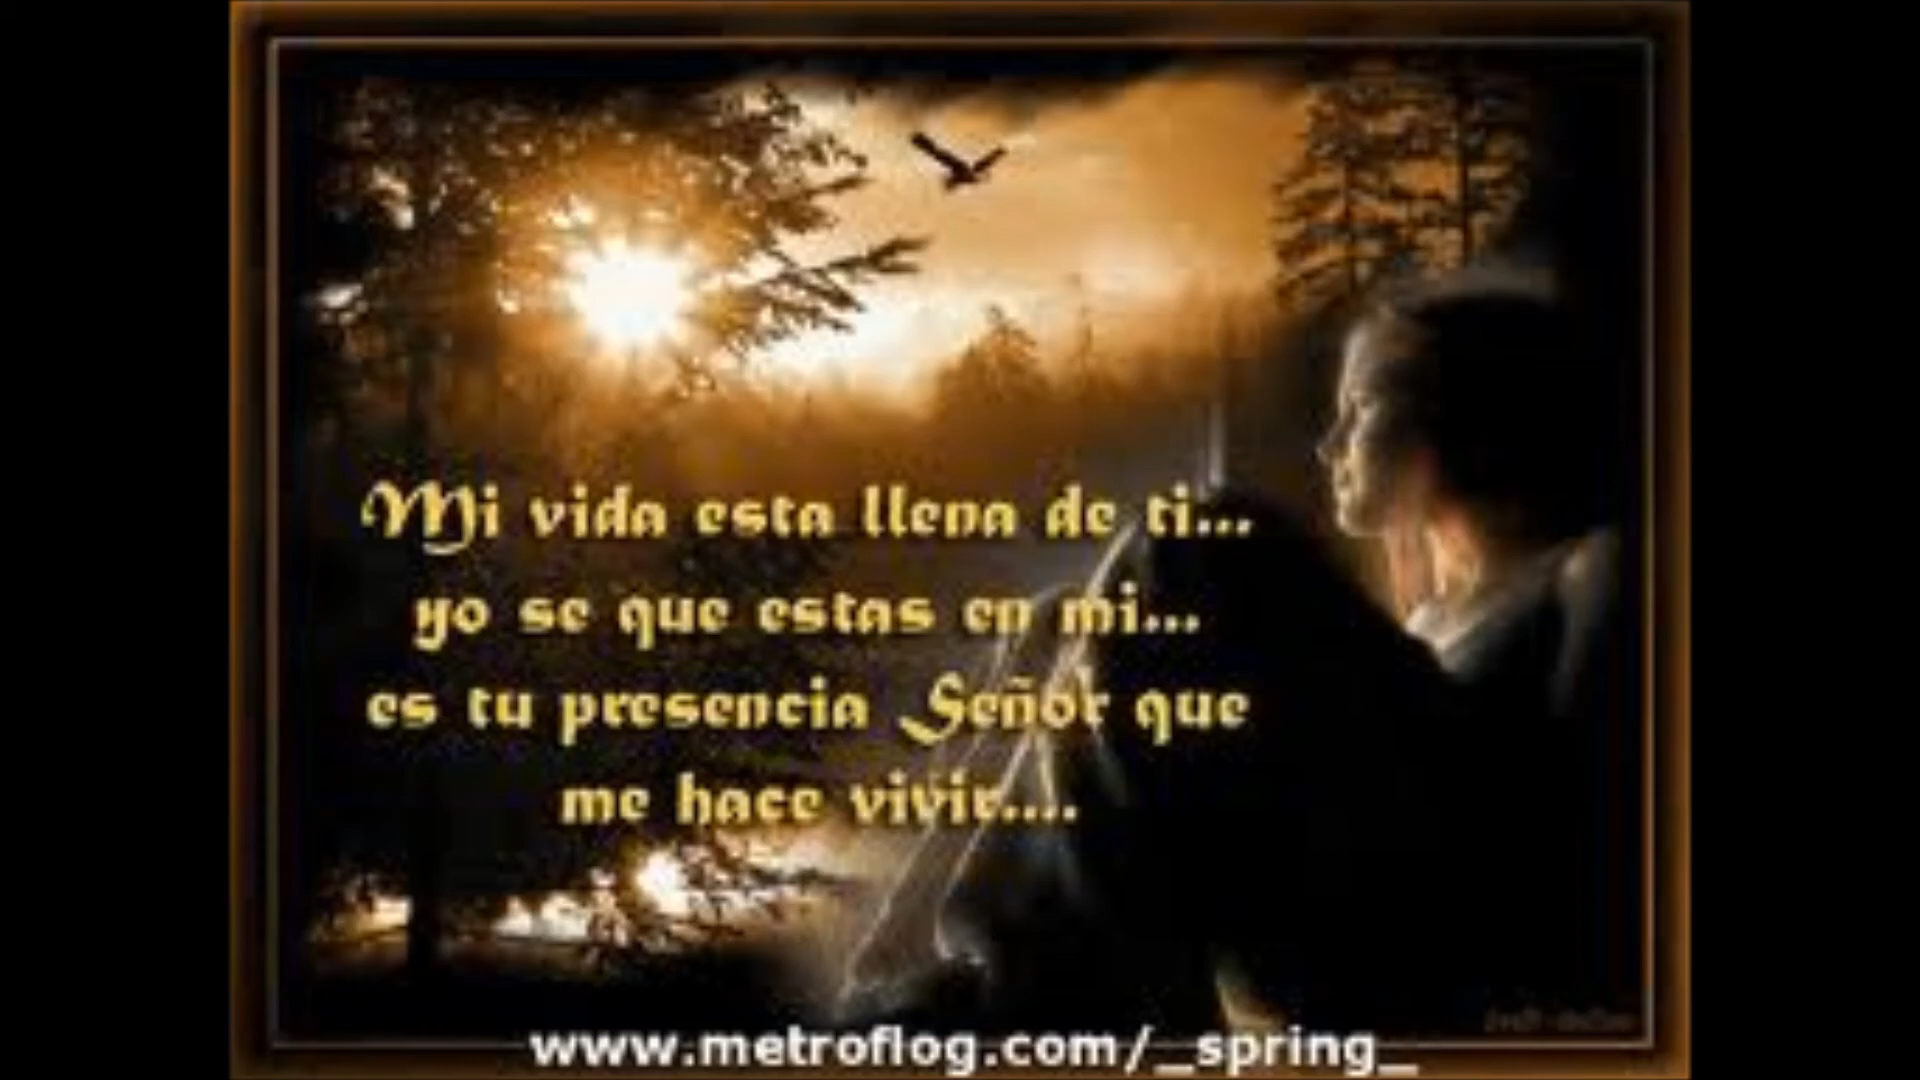 Mi vida esta llena de ti...
yo se que estas en mi...
es tu presencia Señor que
me hace vivir....
www.metroflog.com/_spring_